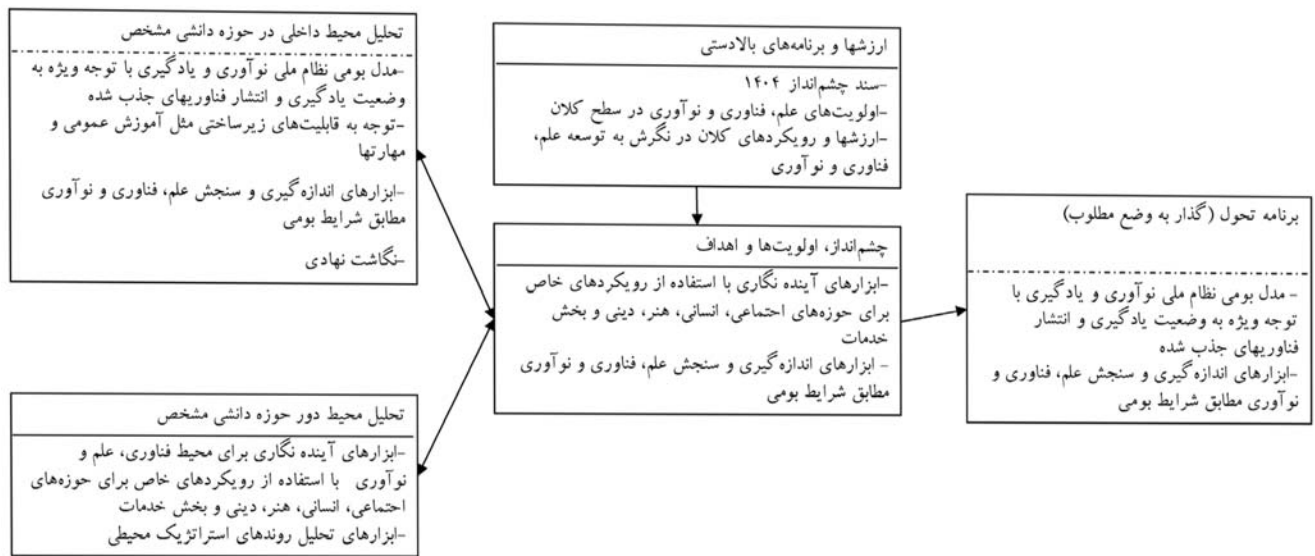 تحلیل محیط داخلی در حوزه دانشی مشخص
-مدل بومی نظام ملی نوآوری و یادگیری با توجه ویژه به
وضعیت یادگیری و انتشار فناوریهای جذب شده
-توجه به قابلیت‌های زیرساختی مثل آموزش عمومی و
مهارتها
-ابزارهای اندازه‌گیری و سنجش علم، فناوری و نوآوری
مطابق شرایط بومی
-نگاشت نهادی
ارزشها و برنامه‌های بالادستی
-سند چشم‌انداز ۱۴۰۴
-اولویت‌های علم، فناوری و نوآوری در سطح کلان
-ارزشها و رویکردهای کلان در نگرش به توسعه علم،
فناوری و نوآوری
چشم‌انداز، اولویت‌ها و اهداف
-ابزارهای آینده نگاری با استفاده از رویکردهای خاص
برای حوزه‌های اجتماعی، انسانی، هنر، دینی و بخش
خدمات
- ابزارهای اندازه‌گیری و سنجش علم، فناوری و نوآوری
مطابق شرایط بومی
برنامه تحول (گذار به وضع مطلوب)
- مدل بومی نظام ملی نوآوری و یادگیری با
توجه ویژه به وضعیت یادگیری و انتشار
فناوریهای جذب شده
-ابزارهای اندازه‌گیری و سنجش علم، فناوری و
نوآوری مطابق شرایط بومی
تحلیل محیط دور حوزه دانشی مشخص
-ابزارهای آینده نگاری برای محیط فناوری، علم و
نوآوری با استفاده از رویکردهای خاص برای حوزه‌های
اجتماعی، انسانی، هنر، دینی و بخش خدمات
-ابزارهای تحلیل روندهای استراتژیک محیطی